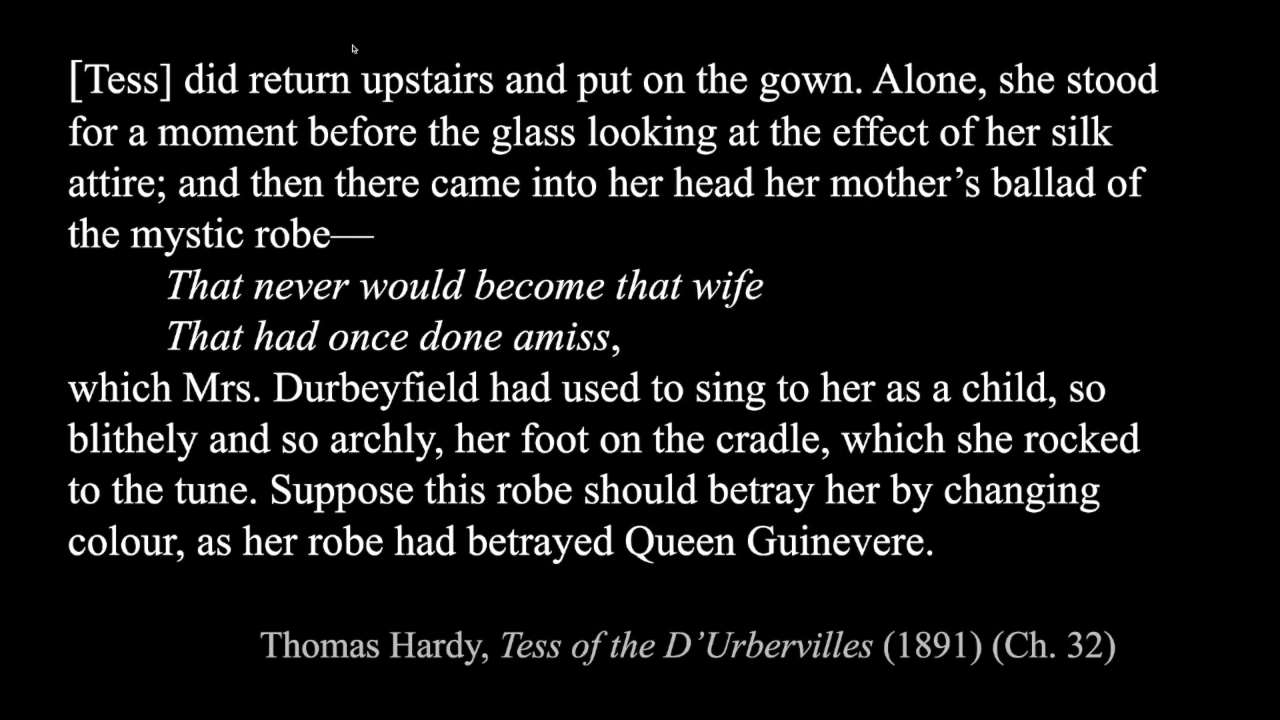 [Tess] did return upstairs and put on the gown. Alone, she stood
for a moment before the glass looking at the effect of her silk
attire; and then there came into her head her mother’s ballad of
the mystic robe—
That never would become that wife
That had once done amiss,
which Mrs. Durbeyfield had used to sing to her as a child, so
blithely and so archly, her foot on the cradle, which she rocked
to the tune. Suppose this robe should betray her by changing
colour, as her robe had betrayed Queen Guinevere.
Thomas Hardy, Tess of the D’Urbervilles (1891) (Ch. 32)